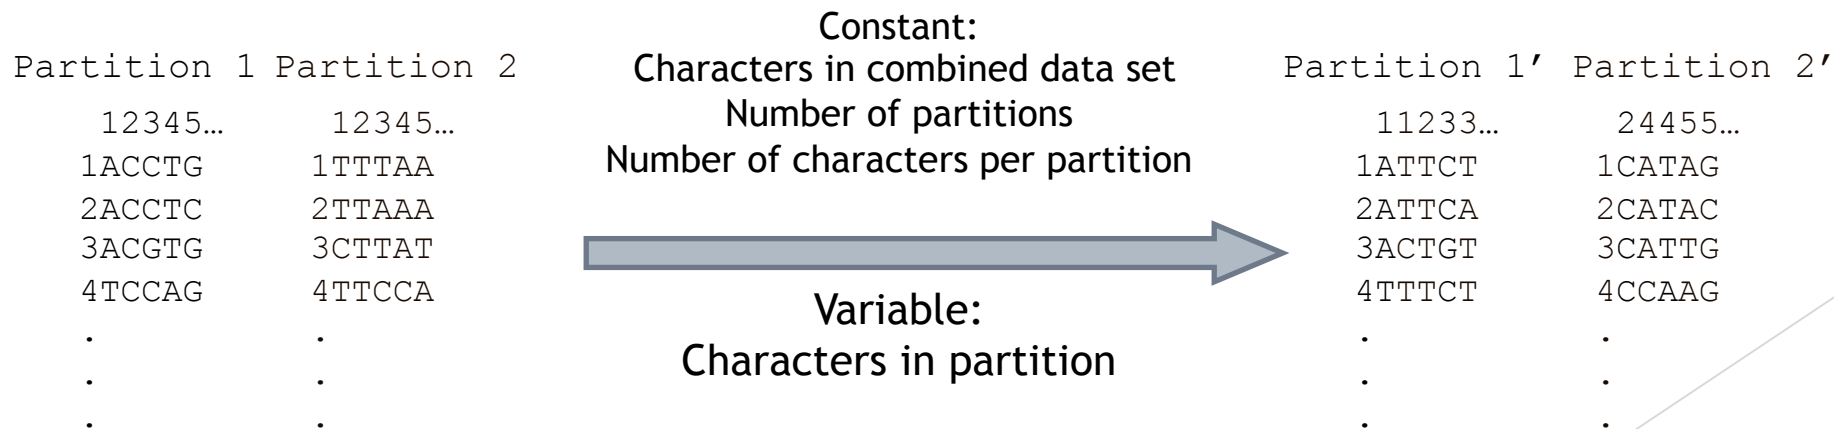 Partition 1 Partition 2
12345… 12345…
1ACCTG 1TTTAA
2ACCTC 2TTAAA
3ACGTG 3CTTAT
4TCCAG 4TTCCA
. .
. .
. .
Constant:
Characters in combined data set
Number of partitions
Number of characters per partition
Variable:
Characters in partition
Partition 1′ Partition 2′
11233… 24455…
1ATTCT 1CATAG
2ATTCA 2CATAC
3ACTGT 3CATTG
4TTTCT 4CCAAG
. .
. .
. .